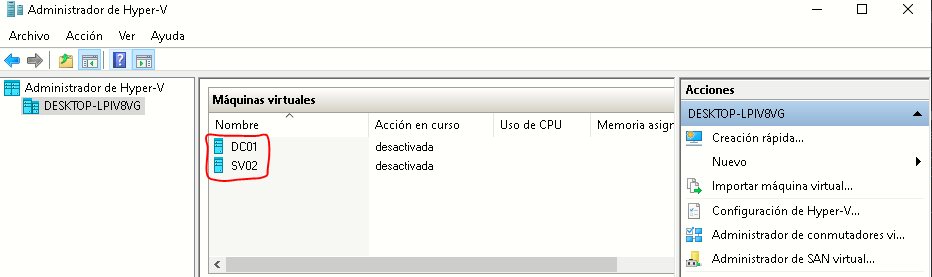 Administrador de Hyper-V
Archivo Acción Ver Ayuda
Administrador de Hyper-V
DESKTOP-LPIV8VG
Máquinas virtuales
Nombre Acción en curso Uso de CPU Memoria asigr
DC01 desactivada
SV02 desactivada
Acciones
DESKTOP-LPIV8VG
Creación rápida...
Nuevo
Importar máquina virtual...
Configuración de Hyper-V...
Administrador de conmutadores vi...
Administrador de SAN virtual...